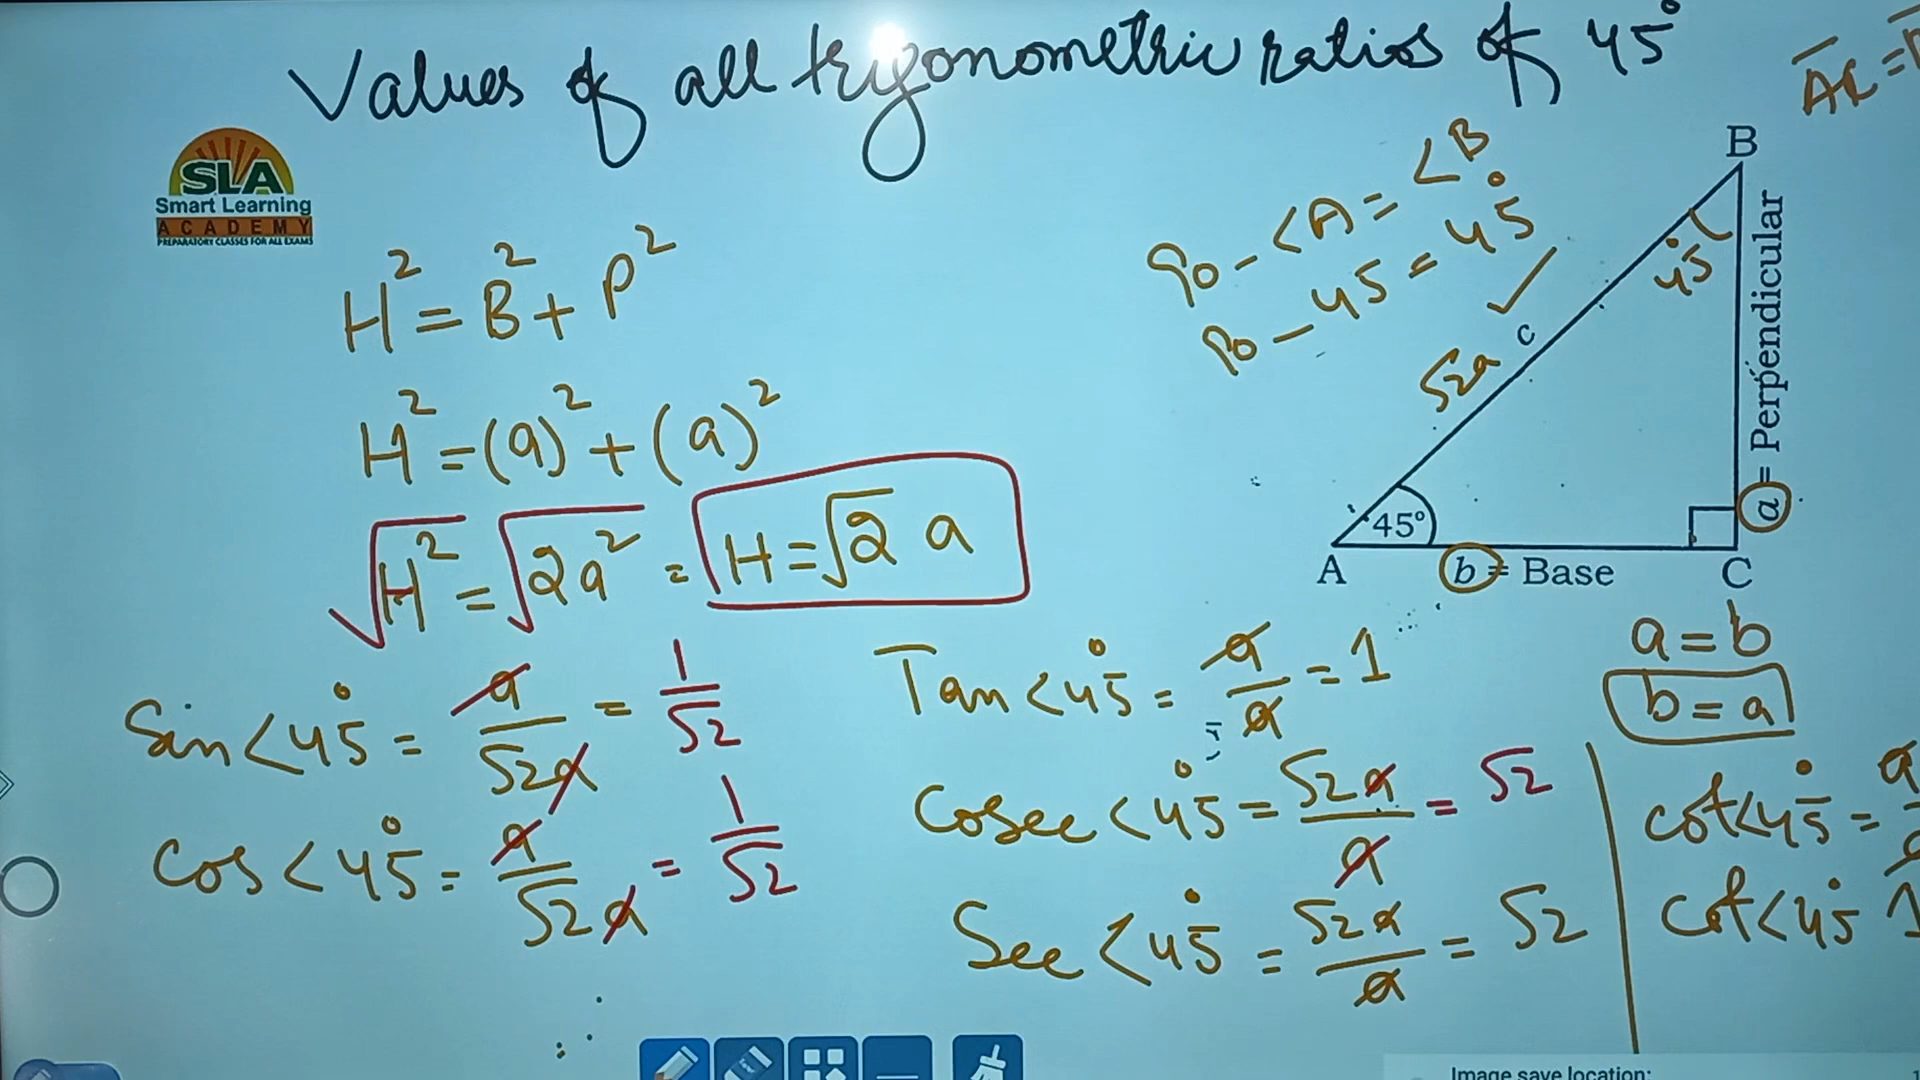 Values of all trigonometric ratios of 45°
SLA
Smart Learning
ACADEMY
PREPARATORY CLASSES FOR ALL EXAMS
H² = B² + P²
H² = (a)² + (a)²
√H² = √2a² = H = √2 a
Sin<45° = a/√2a = 1/√2
Cos<45° = a/√2a = 1/√2
90 - <A = <B
90 - 45 = 45°
B
45°
√2a
c
a = Perpendicular
45°
A
b = Base
C
a = b
b = a
Tan<45° = a/a = 1
Cosec<45° = √2a/a = √2
Sec<45° = √2a/a = √2
cot<45° = a
cot<45° 1
Image save location: